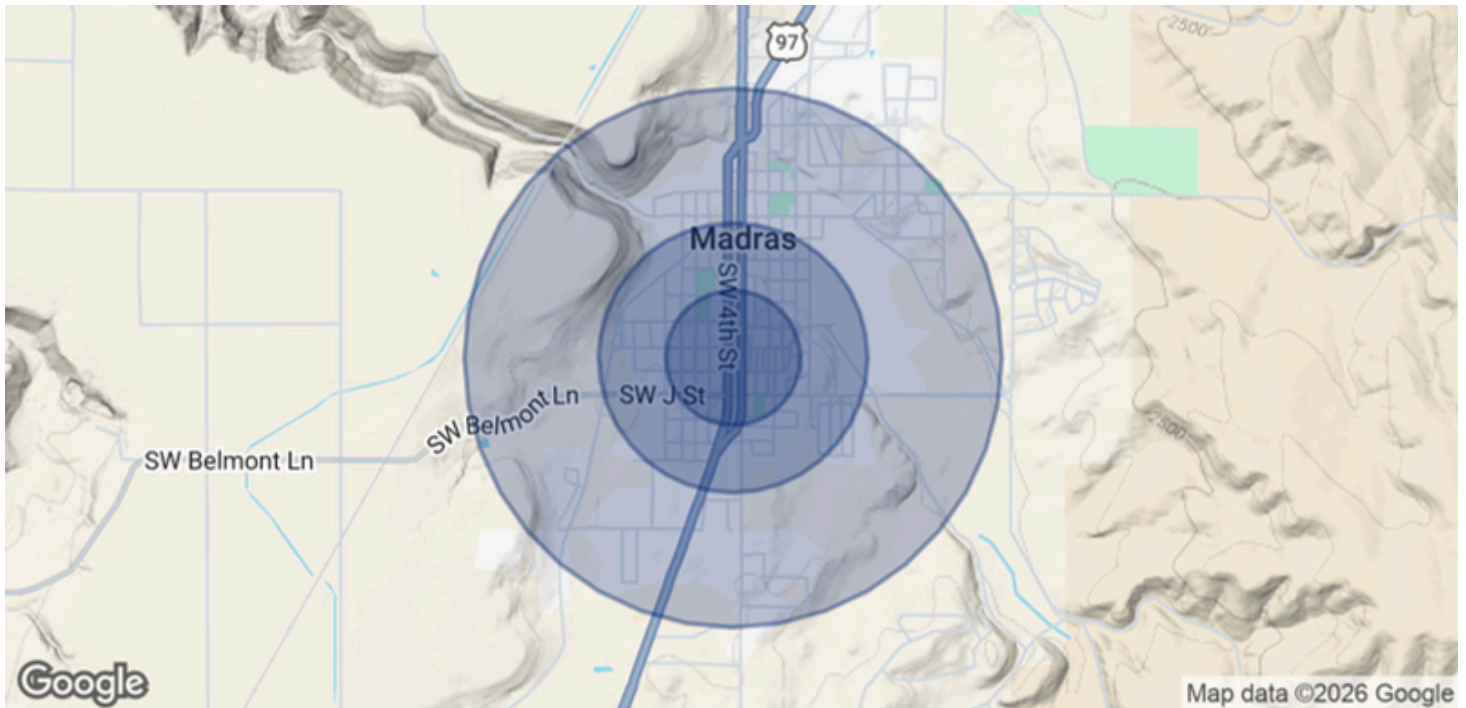 2500'
97
Madras
SW 4th St
SW J St
SW Belmont Ln
SW Belmont Ln
2500'
Google
Map data ©2026 Google